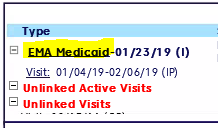 Type
EMA Medicaid-01/23/19 (I)
Visit: 01/04/19-02/06/19 (IP)
Unlinked Active Visits
Unlinked Visits